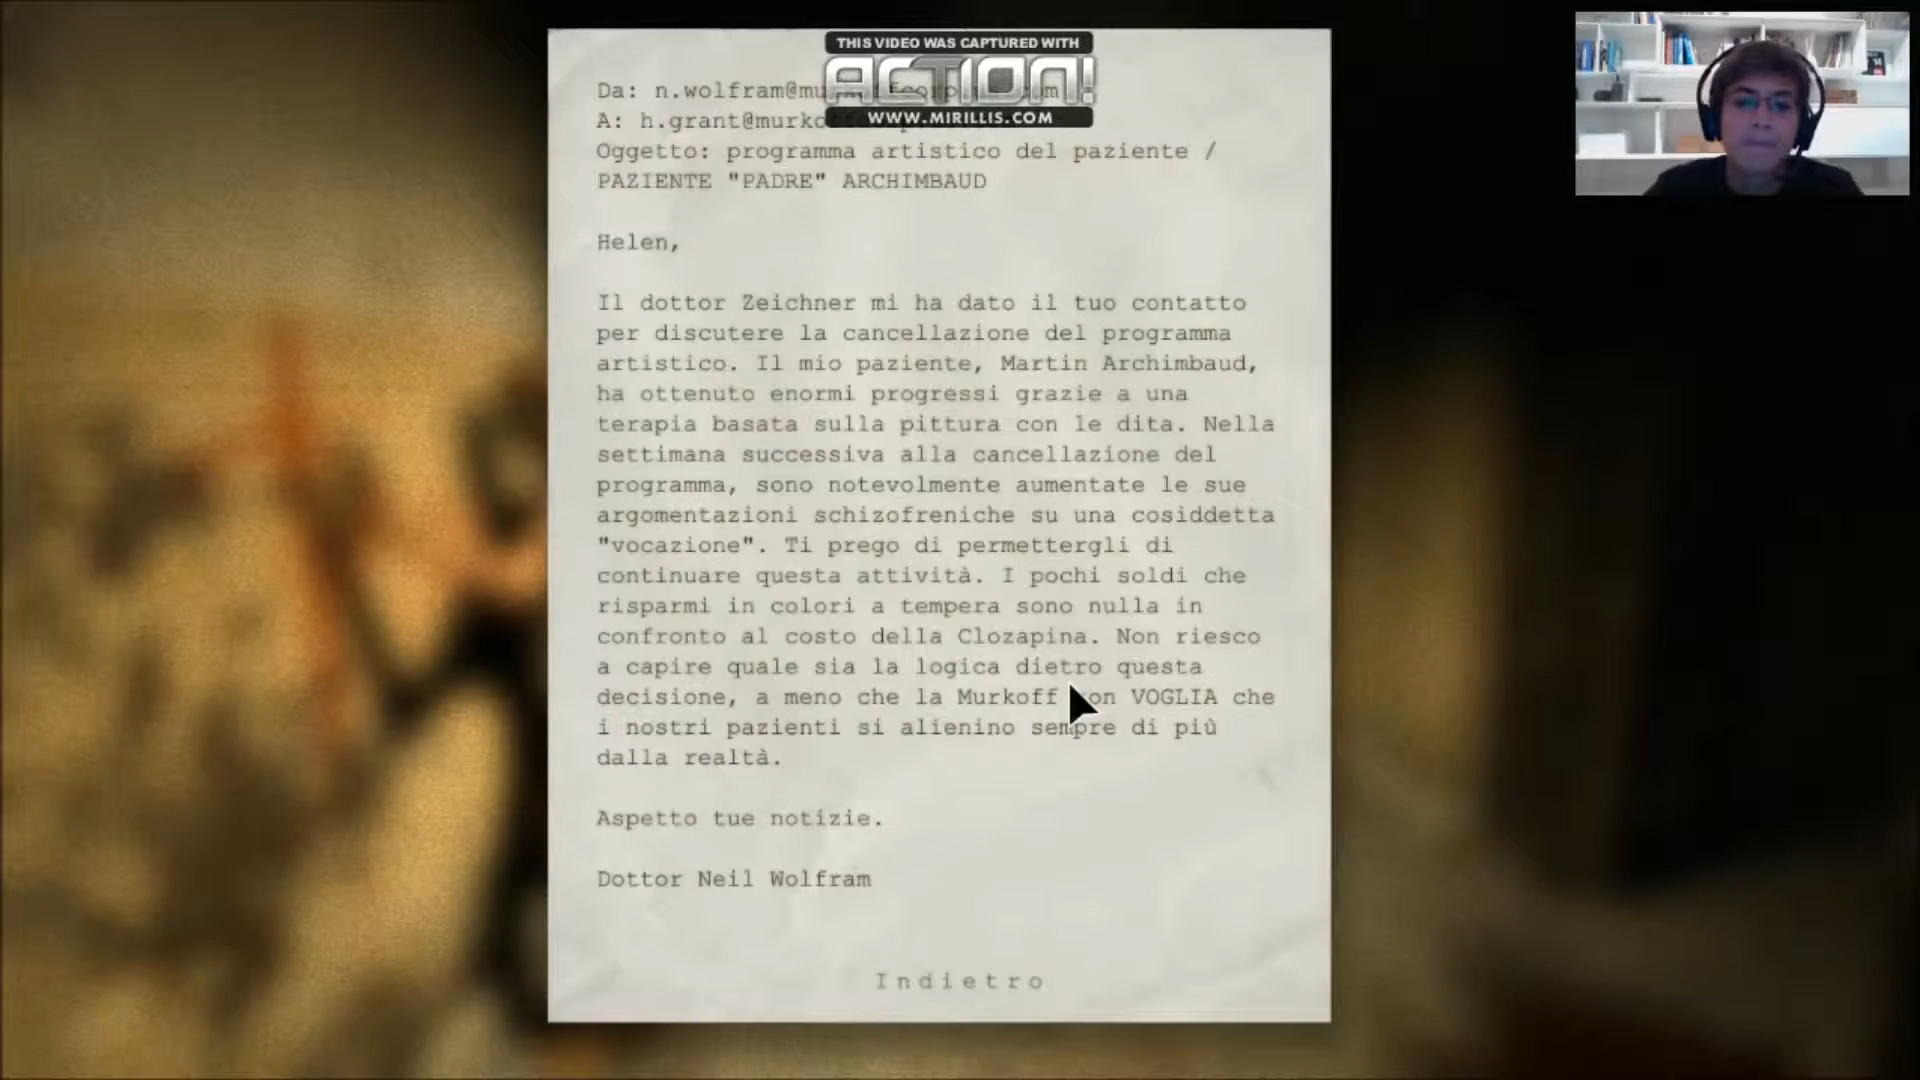 THIS VIDEO WAS CAPTURED WITH
ACTION!
WWW.MIRILLIS.COM
Da: n.wolfram@
A: h.grant@
Oggetto: programma artistico del paziente /
PAZIENTE "PADRE" ARCHIMBAUD
Helen,
Il dottor Zeichner mi ha dato il tuo contatto
per discutere la cancellazione del programma
artistico. Il mio paziente, Martin Archimbaud,
ha ottenuto enormi progressi grazie a una
terapia basata sulla pittura con le dita. Nella
settimana successiva alla cancellazione del
programma, sono notevolmente aumentate le sue
argomentazioni schizofreniche su una cosiddetta
"vocazione". Ti prego di permettergli di
continuare questa attività. I pochi soldi che
risparmi in colori a tempera sono nulla in
confronto al costo della Clozapina. Non riesco
a capire quale sia la logica dietro questa
decisione, a meno che la Murkoff non VOGLIA che
i nostri pazienti si alienino sempre di più
dalla realtà.
Aspetto tue notizie.
Dottor Neil Wolfram
Indietro